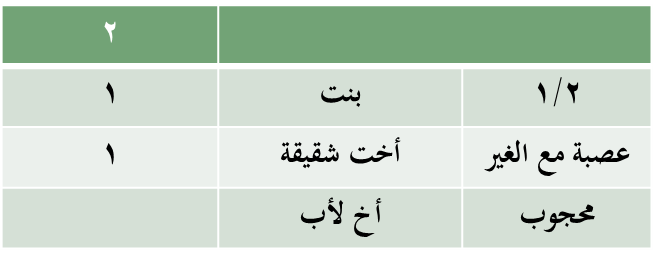 ٢
١/٢ بنت ١
عصبة مع الغير أخت شقيقة ١
محجوب أخ لأب